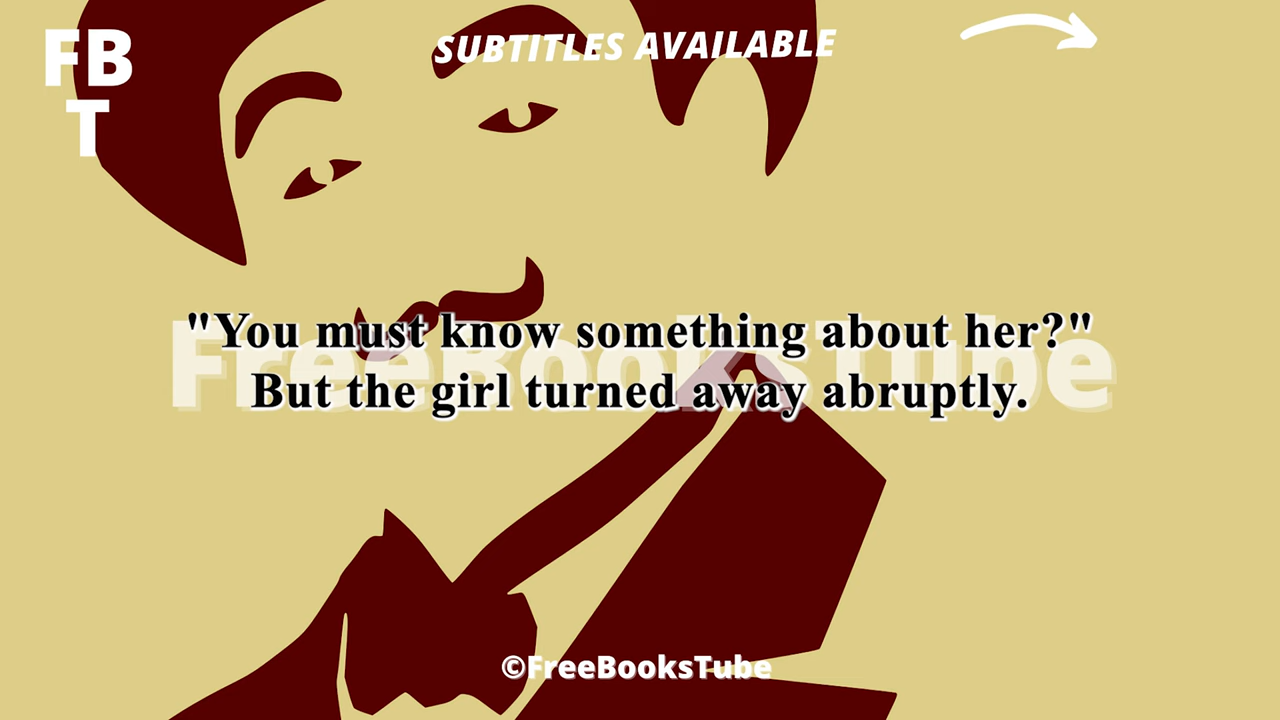 FB
T
SUBTITLES AVAILABLE
FreeBooksTube
"You must know something about her?"
But the girl turned away abruptly.
©FreeBooksTube